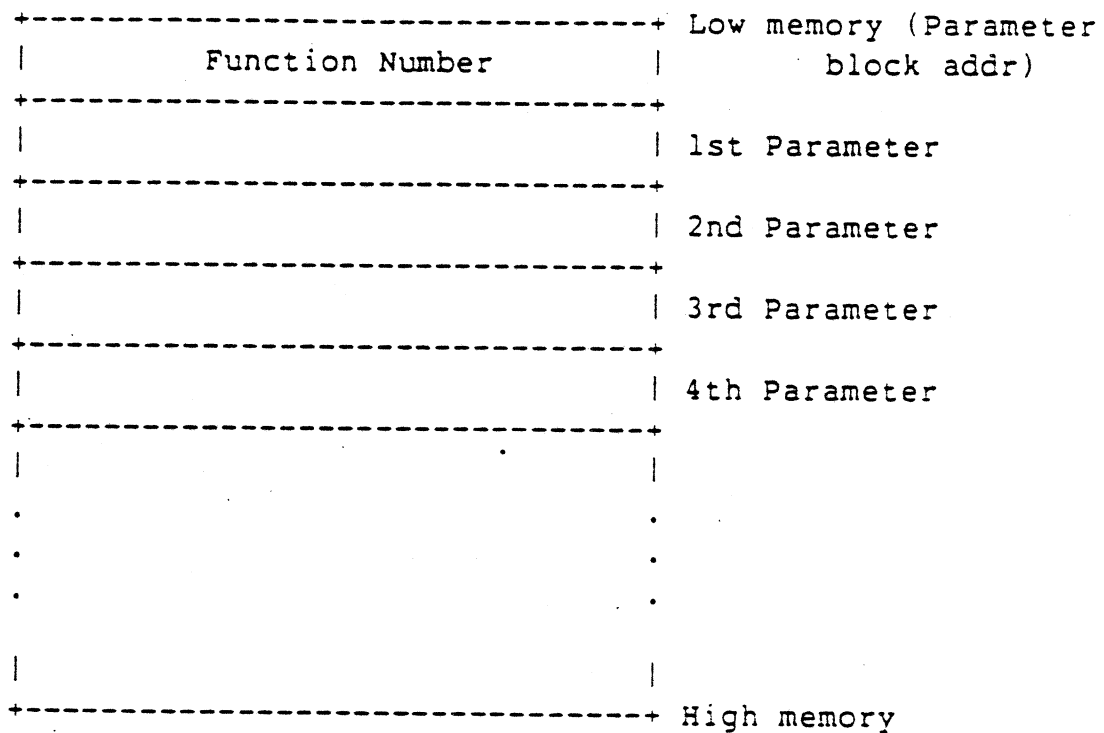 Low memory (Parameter
Function Number block addr)
1st Parameter
2nd Parameter
3rd Parameter
4th Parameter
High memory